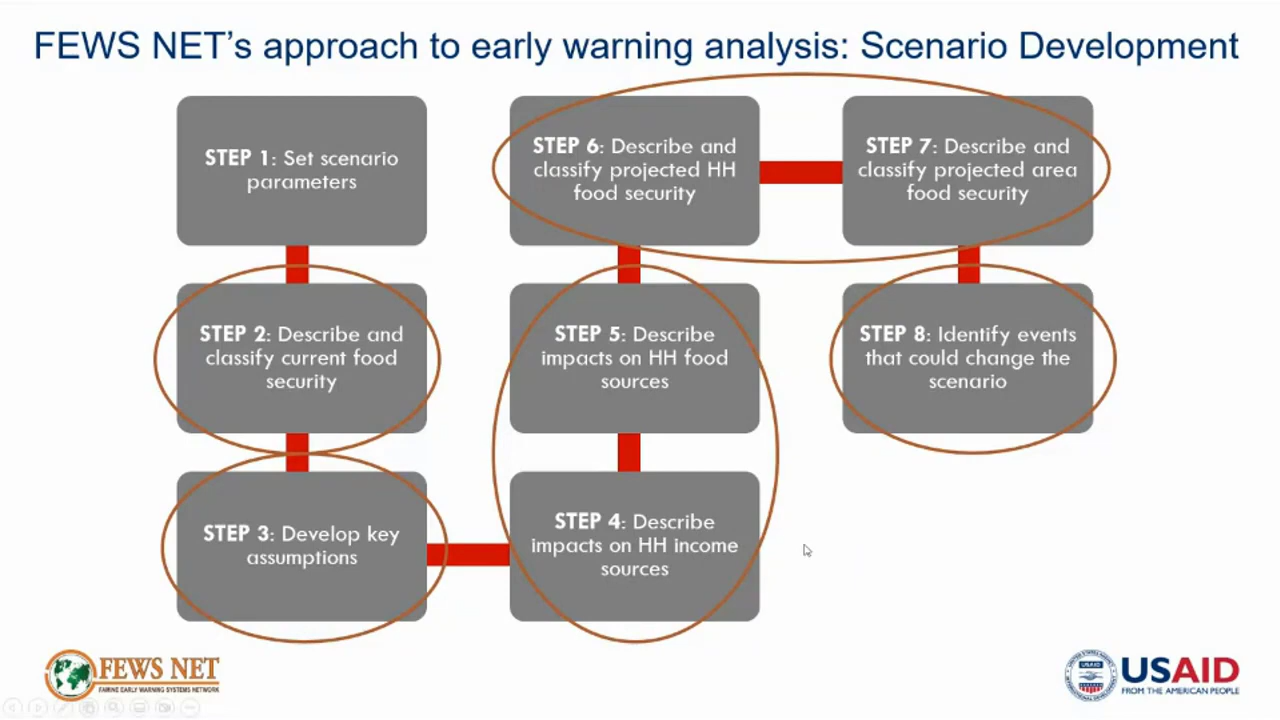 FEWS NET's approach to early warning analysis: Scenario Development
STEP 1: Set scenario
parameters
STEP 2: Describe and
classify current food
security
STEP 3: Develop key
assumptions
STEP 4: Describe
impacts on HH income
sources
STEP 5: Describe
impacts on HH food
sources
STEP 6: Describe and
classify projected HH
food security
STEP 7: Describe and
classify projected area
food security
STEP 8: Identify events
that could change the
scenario
FEWS NET
FAMINE EARLY WARNING SYSTEMS NETWORK
USAID
FROM THE AMERICAN PEOPLE